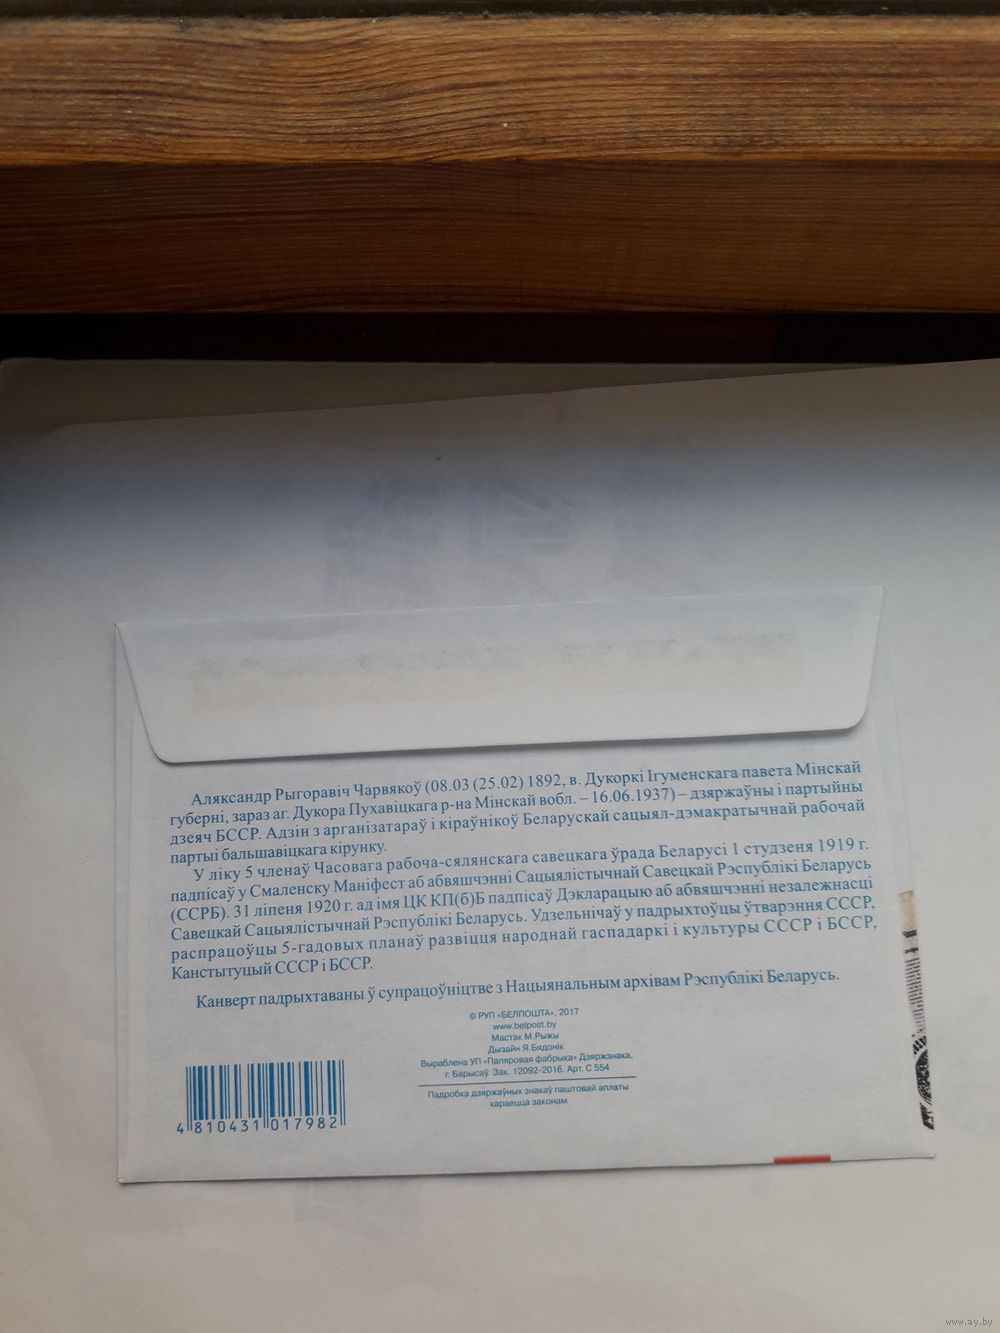 Аляксандр Рыгоравіч Чарвякоў (08.03 (25.02) 1892, в. Дукоркі Ігуменскага павета Мінскай
губерні, зараз аг. Дукора Пухавіцкага р-на Мінскай вобл. – 16.06.1937) – дзяржаўны і партыйны
дзеяч БССР. Адзін з арганізатараў і кіраўнікоў Беларускай сацыял-дэмакратычнай рабочай
партыі бальшавіцкага кірунку.
У ліку 5 членаў Часовага рабоча-сялянскага савецкага ўрада Беларусі 1 студзеня 1919 г.
падпісаў у Смаленску Маніфест аб абвяшчэнні Сацыялістычнай Савецкай Рэспублікі Беларусь
(ССРБ). 31 ліпеня 1920 г. ад імя ЦК КП(б)Б падпісаў Дэкларацыю аб абвяшчэнні незалежнасці
Савецкай Сацыялістычнай Рэспублікі Беларусь. Удзельнічаў у падрыхтоўцы ўтварэння СССР,
распрацоўцы 5-гадовых планаў развіцця народнай гаспадаркі і культуры СССР і БССР,
Канстытуцый СССР і БССР.
Канверт падрыхтаваны ў супрацоўніцтве з Нацыянальным архівам Рэспублікі Беларусь.
© РУП «БЕЛПОШТА», 2017
www.belpost.by
Мастак М.Рыжы
Дызайн Я.Бядонік
Выраблена УП «Папяровая фабрыка» Дзяржзнака,
г. Барысаў. Зак. 12092-2016. Арт. С 554
Падробка дзяржаўных знакаў паштовай аплаты
караецца законам
4 810431 017982
www.ay.by